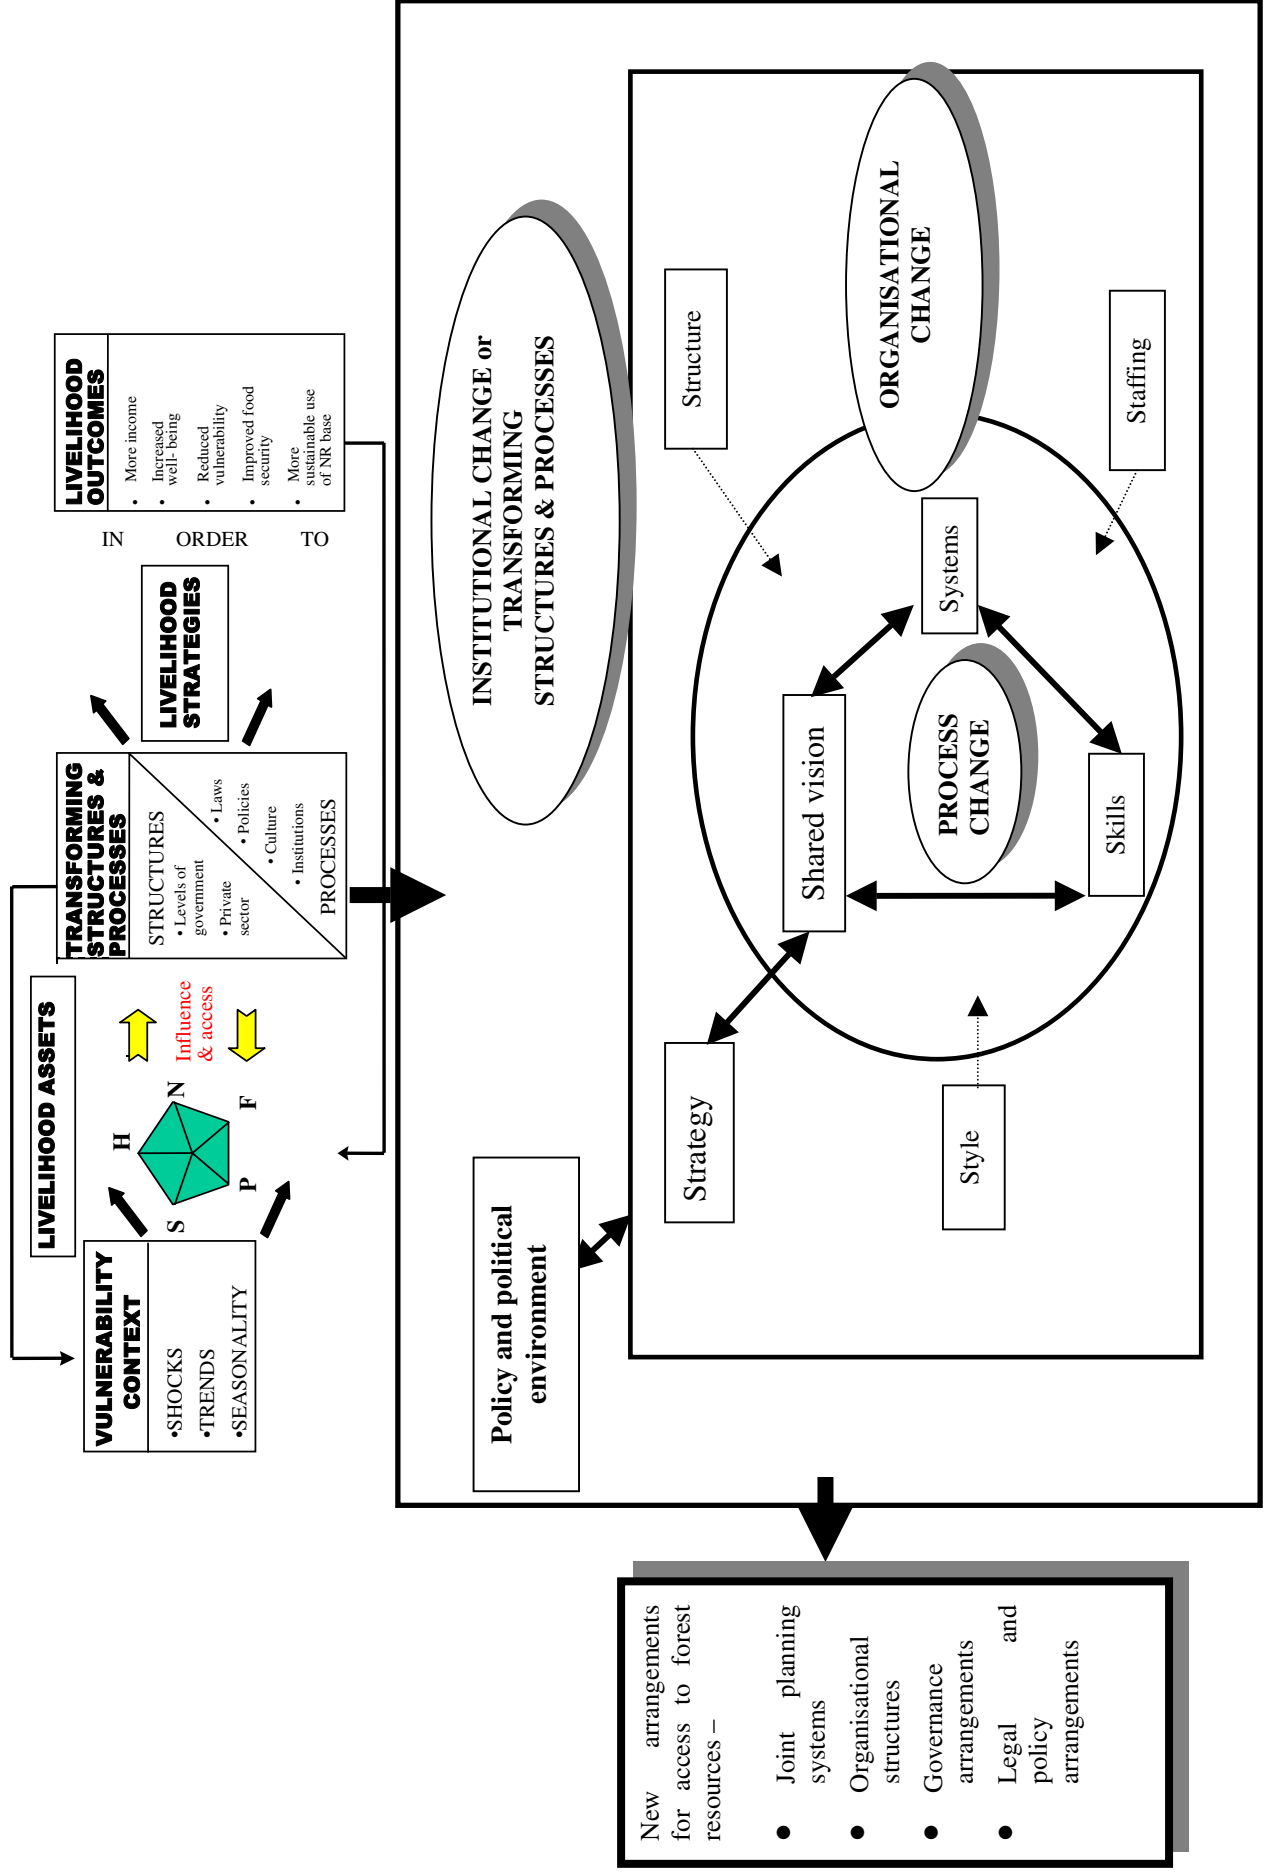 VULNERABILITY
CONTEXT
•SHOCKS
•TRENDS
•SEASONALITY
LIVELIHOOD ASSETS
H
S
N
P
F
Influence
& access
TRANSFORMING
STRUCTURES &
PROCESSES
STRUCTURES
• Levels of
government
• Private
sector
• Laws
• Policies
• Culture
• Institutions
PROCESSES
LIVELIHOOD
STRATEGIES
IN ORDER TO
LIVELIHOOD
OUTCOMES
• More income
• Increased
well- being
• Reduced
vulnerability
• Improved food
security
• More
sustainable use
of NR base
INSTITUTIONAL CHANGE or
TRANSFORMING
STRUCTURES & PROCESSES
Policy and political
environment
Strategy
Structure
Shared vision
ORGANISATIONAL
CHANGE
Systems
PROCESS
CHANGE
Style
Skills
Staffing
New arrangements
for access to forest
resources –
● Joint planning
systems
● Organisational
structures
● Governance
arrangements
● Legal and
policy
arrangements